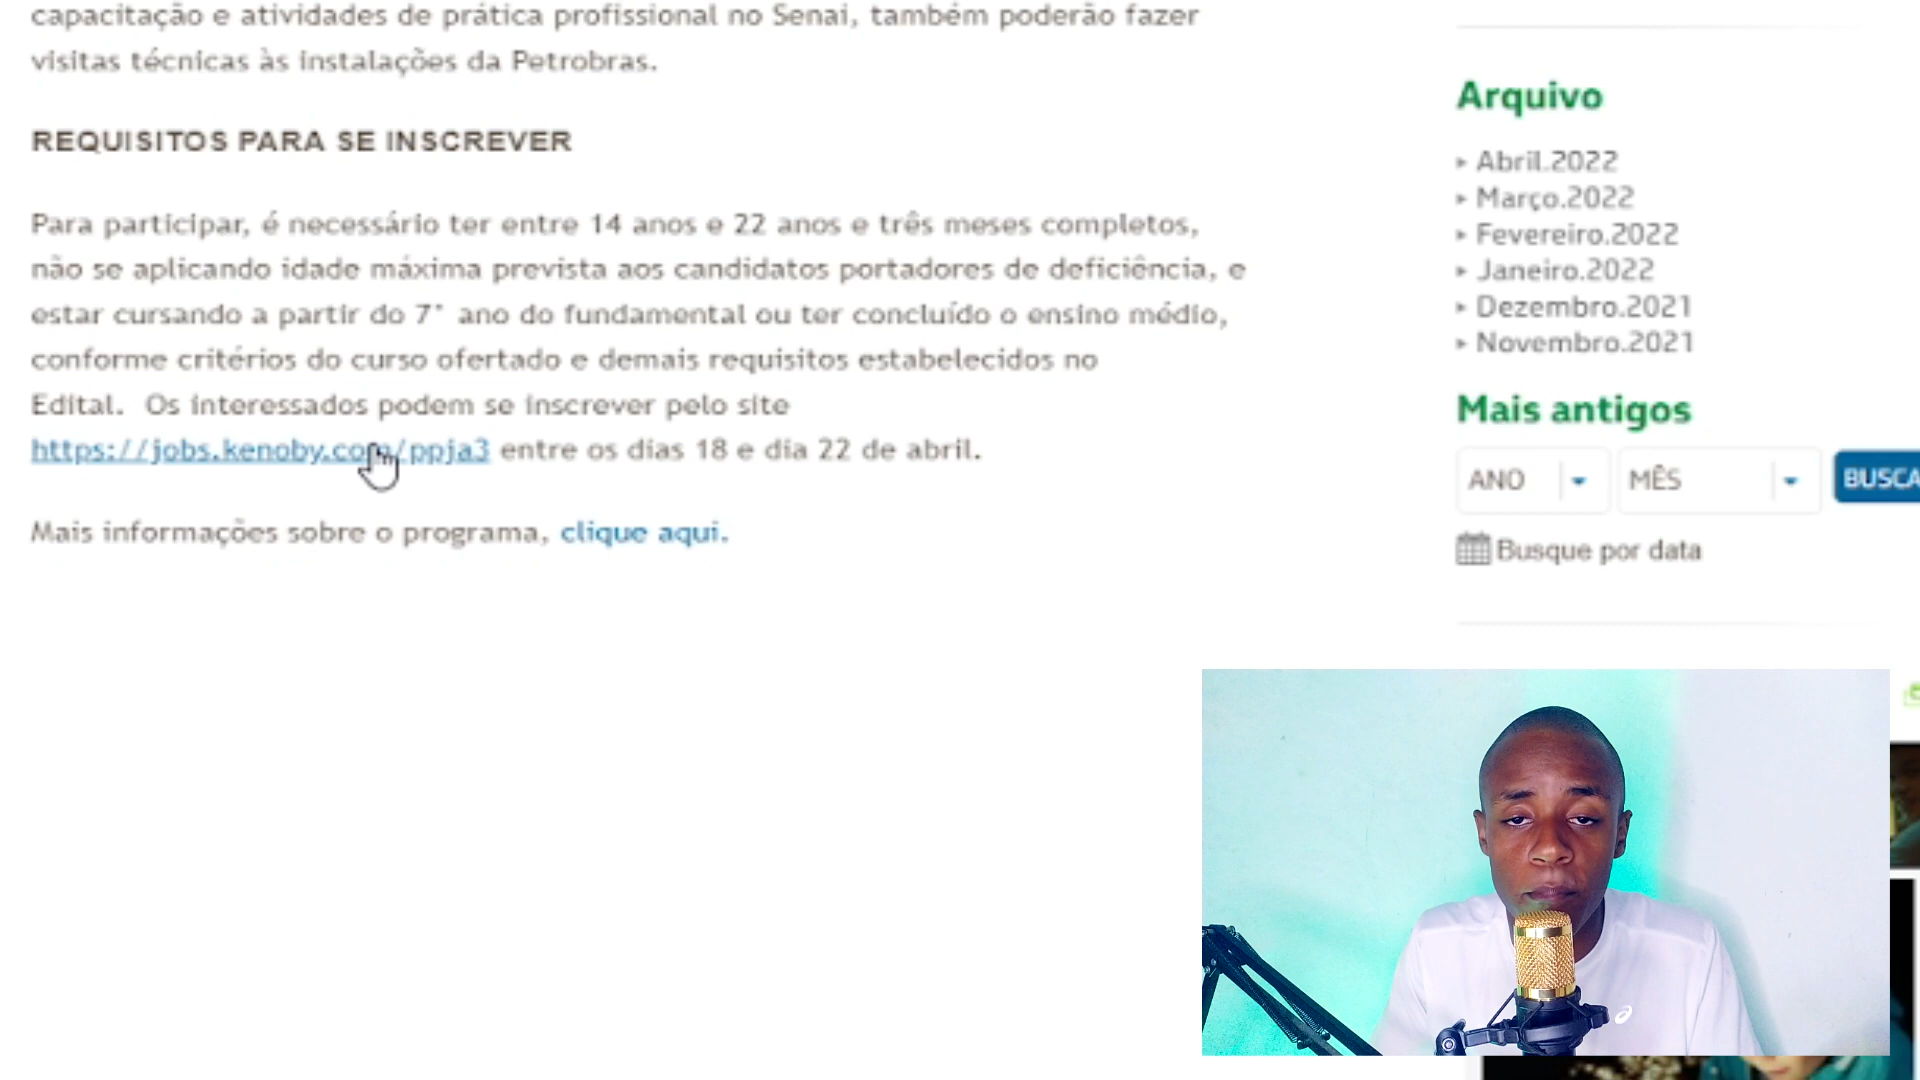 capacitação e atividades de prática profissional no Senai, também poderão fazer
visitas técnicas às instalações da Petrobras.
REQUISITOS PARA SE INSCREVER
Para participar, é necessário ter entre 14 anos e 22 anos e três meses completos,
não se aplicando idade máxima prevista aos candidatos portadores de deficiência, e
estar cursando a partir do 7° ano do fundamental ou ter concluído o ensino médio,
conforme critérios do curso ofertado e demais requisitos estabelecidos no
Edital. Os interessados podem se inscrever pelo site
https://jobs.kenoby.com/ppja3 entre os dias 18 e dia 22 de abril.
Mais informações sobre o programa, clique aqui.
Arquivo
Abril.2022
Março.2022
Fevereiro.2022
Janeiro.2022
Dezembro.2021
Novembro.2021
Mais antigos
ANO MÊS BUSCA
Busque por data